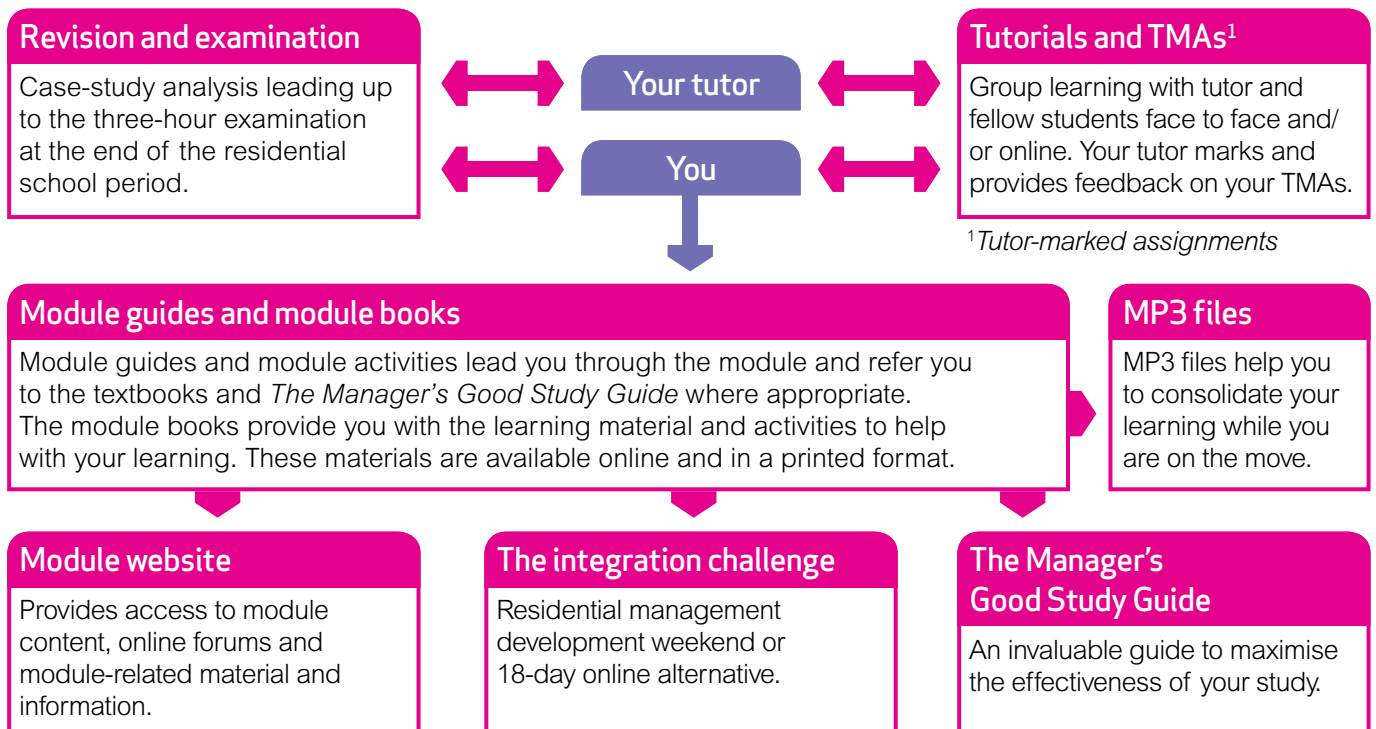 Revision and examination
Case-study analysis leading up
to the three-hour examination
at the end of the residential
school period.
Your tutor
You
Tutorials and TMAs¹
Group learning with tutor and
fellow students face to face and/
or online. Your tutor marks and
provides feedback on your TMAs.
¹Tutor-marked assignments
Module guides and module books
Module guides and module activities lead you through the module and refer you
to the textbooks and The Manager’s Good Study Guide where appropriate.
The module books provide you with the learning material and activities to help
with your learning. These materials are available online and in a printed format.
MP3 files
MP3 files help you
to consolidate your
learning while you
are on the move.
Module website
Provides access to module
content, online forums and
module-related material and
information.
The integration challenge
Residential management
development weekend or
18-day online alternative.
The Manager’s
Good Study Guide
An invaluable guide to maximise
the effectiveness of your study.